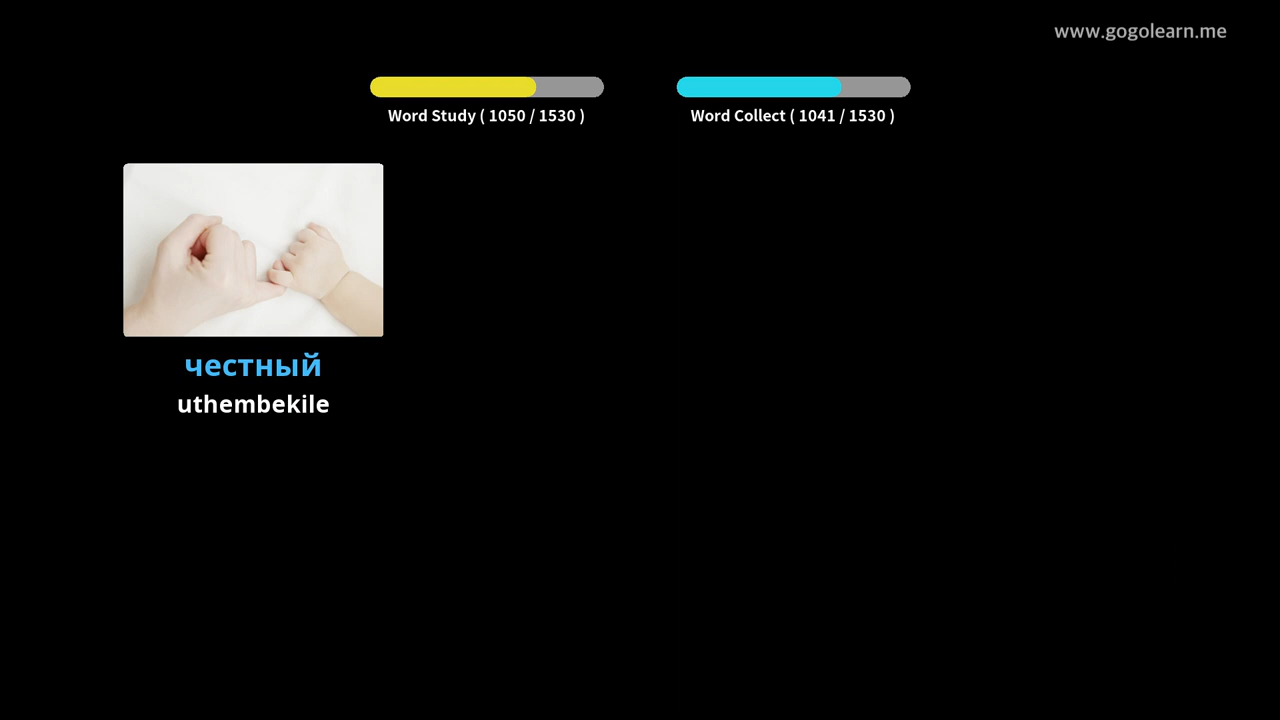 www.gogolearn.me
Word Study ( 1050 / 1530 )
Word Collect ( 1041 / 1530 )
честный
uthembekile